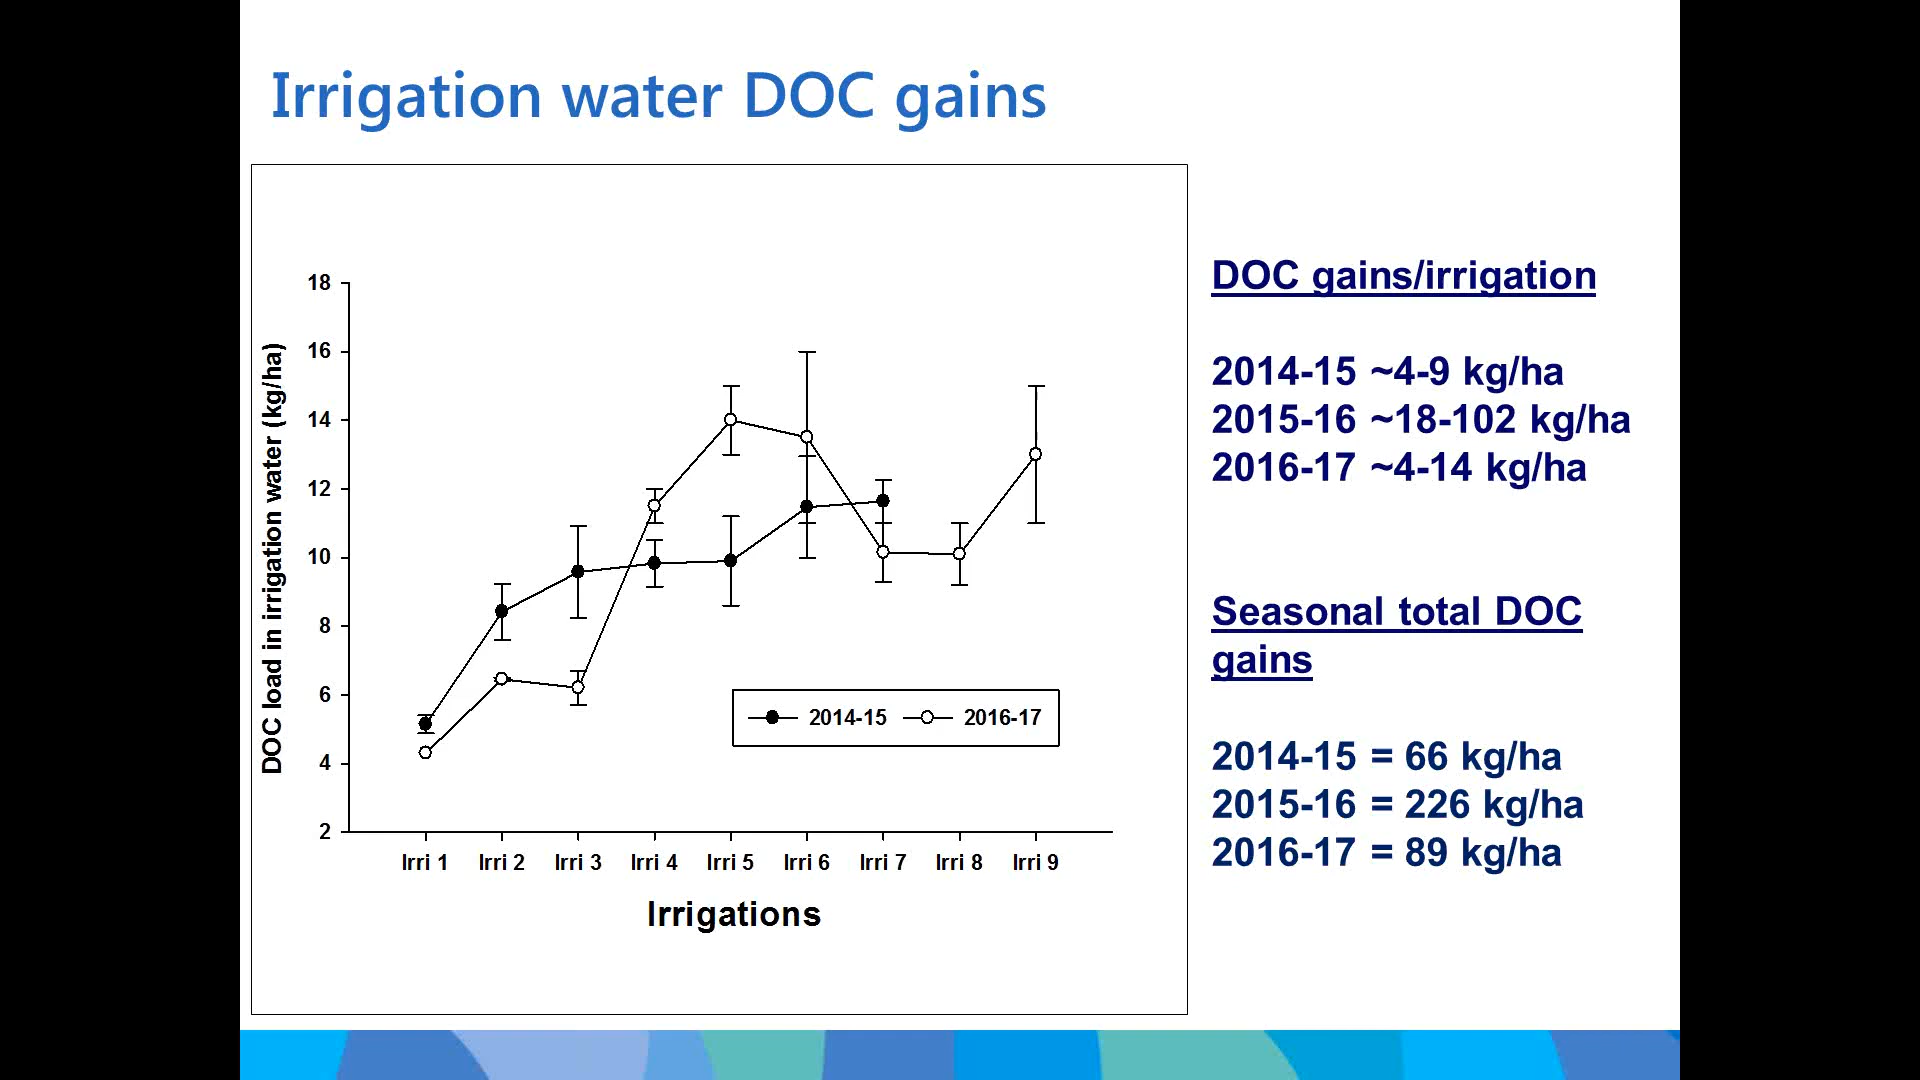 Irrigation water DOC gains
18
16
14
12
10
8
6
4
2
DOC load in irrigation water (kg/ha)
2014-15 2016-17
Irri 1 Irri 2 Irri 3 Irri 4 Irri 5 Irri 6 Irri 7 Irri 8 Irri 9
Irrigations
DOC gains/irrigation
2014-15 ~4-9 kg/ha
2015-16 ~18-102 kg/ha
2016-17 ~4-14 kg/ha
Seasonal total DOC
gains
2014-15 = 66 kg/ha
2015-16 = 226 kg/ha
2016-17 = 89 kg/ha